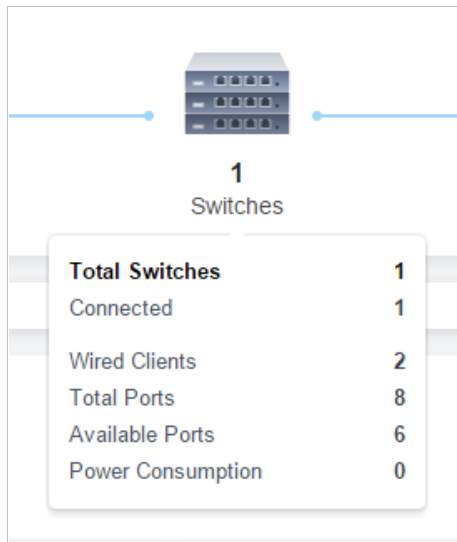 1
Switches
Total Switches 1
Connected 1
Wired Clients 2
Total Ports 8
Available Ports 6
Power Consumption 0